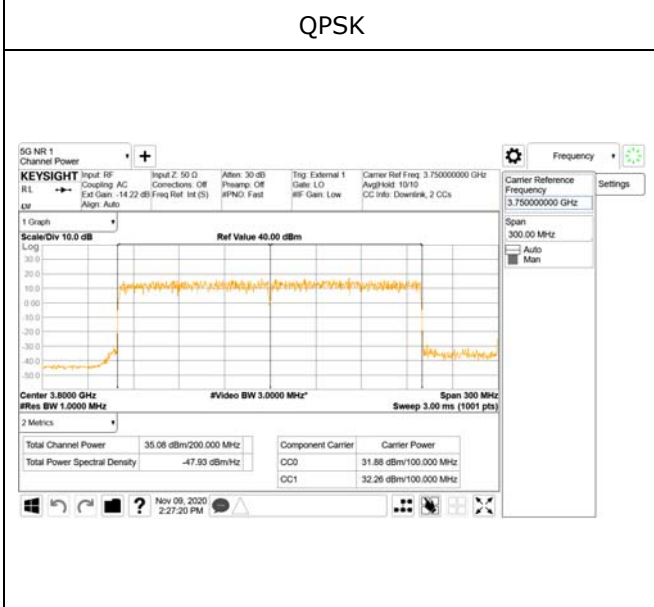 QPSK
5G NR 1
Channel Power
+
Frequency
KEYSIGHT
RL
Input: RF
Coupling: AC
Ext Gain: -14.22 dB
Align: Auto
Input Z: 50 Ω
Corrections: Off
Freq Ref: Int (S)
Atten: 30 dB
Preamp: Off
#PNO: Fast
Trig: External 1
Gate: LO
#IF Gain: Low
Carrier Ref Freq: 3.750000000 GHz
Avg|Hold: 10/10
CC Info: Downlink, 2 CCs
Carrier Reference
Frequency
3.750000000 GHz
Settings
Span
300.00 MHz
Auto
Man
1 Graph
Scale/Div 10.0 dB
Ref Value 40.00 dBm
Log
30.0
20.0
10.0
0.00
-10.0
-20.0
-30.0
-40.0
-50.0
Center 3.8000 GHz
#Video BW 3.0000 MHz*
Span 300 MHz
#Res BW 1.0000 MHz
Sweep 3.00 ms (1001 pts)
2 Metrics
Total Channel Power 35.08 dBm/200.000 MHz
Total Power Spectral Density -47.93 dBm/Hz
Component Carrier Carrier Power
CC0 31.88 dBm/100.000 MHz
CC1 32.26 dBm/100.000 MHz
?
Nov 09, 2020
2:27:20 PM